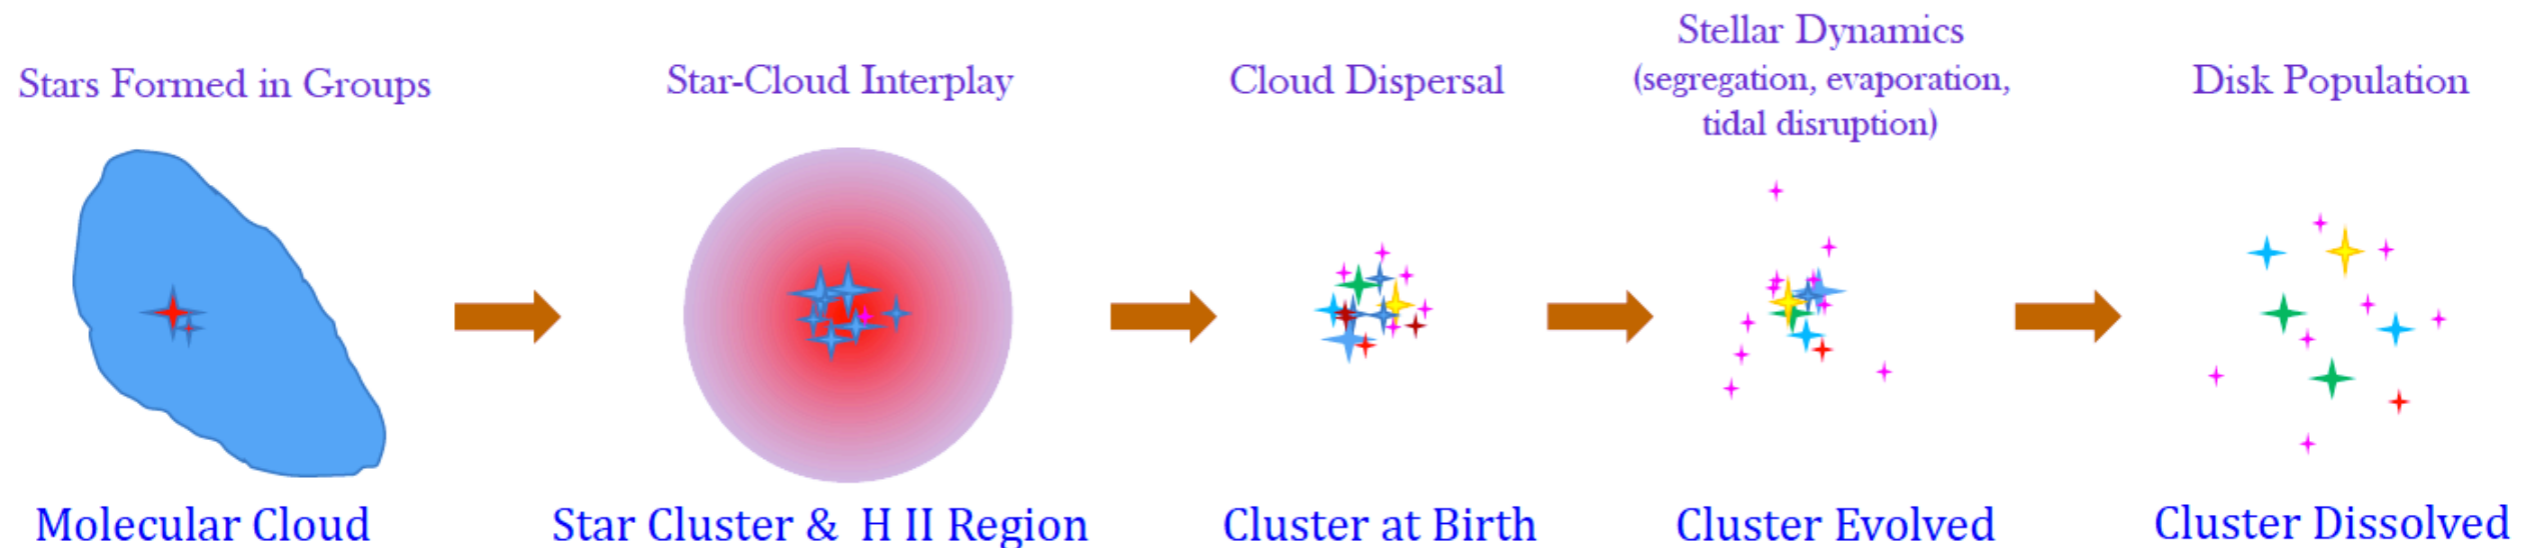 Stars Formed in Groups
Star-Cloud Interplay
Cloud Dispersal
Stellar Dynamics
(segregation, evaporation,
tidal disruption)
Disk Population
Molecular Cloud
Star Cluster & H II Region
Cluster at Birth
Cluster Evolved
Cluster Dissolved